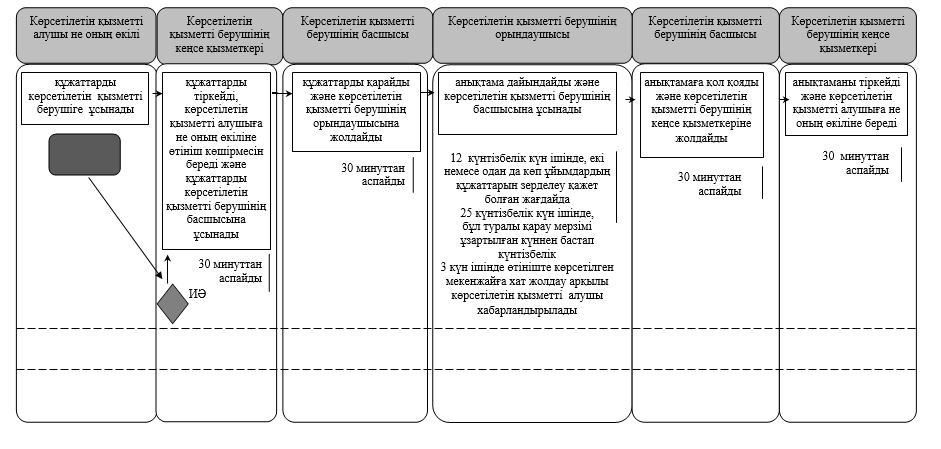 Көрсетілетін қызметті
алушы не оның өкілі
Көрсетілетін
қызметті берушінің
кеңсе қызметкері
Көрсетілетін қызметті
берушінің басшысы
Көрсетілетін қызметті берушінің
орындаушысы
Көрсетілетін қызметті
берушінің басшысы
Көрсетілетін қызметті
берушінің кеңсе
қызметкері
құжаттарды
көрсетілетін қызметті
берушіге ұсынады
құжаттарды
тіркейді,
көрсетілетін
қызметті алушыға
не оның өкіліне
өтініш көшірмесін
береді және
құжаттарды
көрсетілетін
қызметті берушінің
басшысына
ұсынады
30 минуттан
аспайды
ИӘ
құжаттарды қарайды
және көрсетілетін
қызметті берушінің
орындаушысына
жолдайды
30 минуттан
аспайды
анықтама дайындайды және
көрсетілетін қызметті берушінің
басшысына ұсынады
12 күнтізбелік күн ішінде, екі
немесе одан да көп ұйымдардың
құжаттарын зерделеу қажет
болған жағдайда
25 күнтізбелік күн ішінде,
бұл туралы қарау мерзімі
ұзартылған күннен бастап
күнтізбелік
3 күн ішінде өтініште көрсетілген
мекенжайға хат жолдау арқылы
көрсетілетін қызметті алушы
хабарландырылады
анықтамаға қол қояды
және көрсетілетін
қызметті берушінің
кеңсе қызметкеріне
жолдайды
30 минуттан
аспайды
анықтаманы тіркейді
және көрсетілетін
қызметті алушыға не
оның өкіліне береді
30 минуттан
аспайды